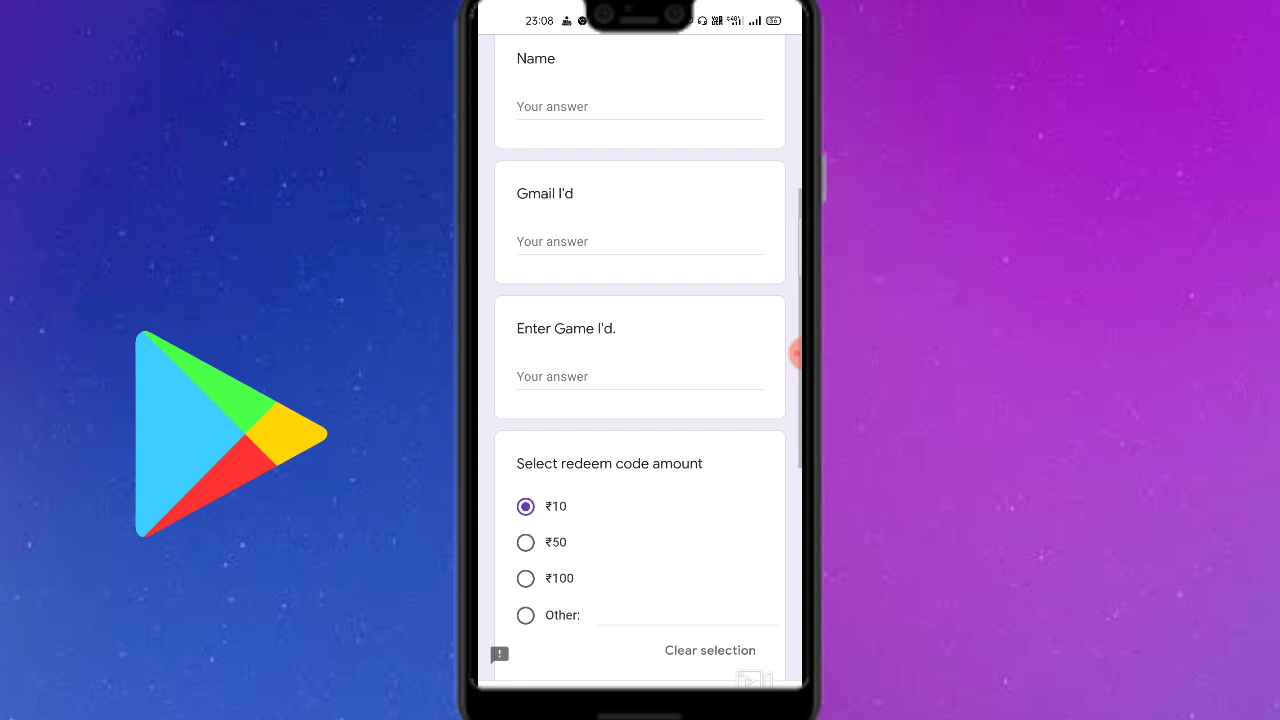 23:08
56
Name
Your answer
Gmail I'd
Your answer
Enter Game I'd.
Your answer
Select redeem code amount
₹10
₹50
₹100
Other:
Clear selection